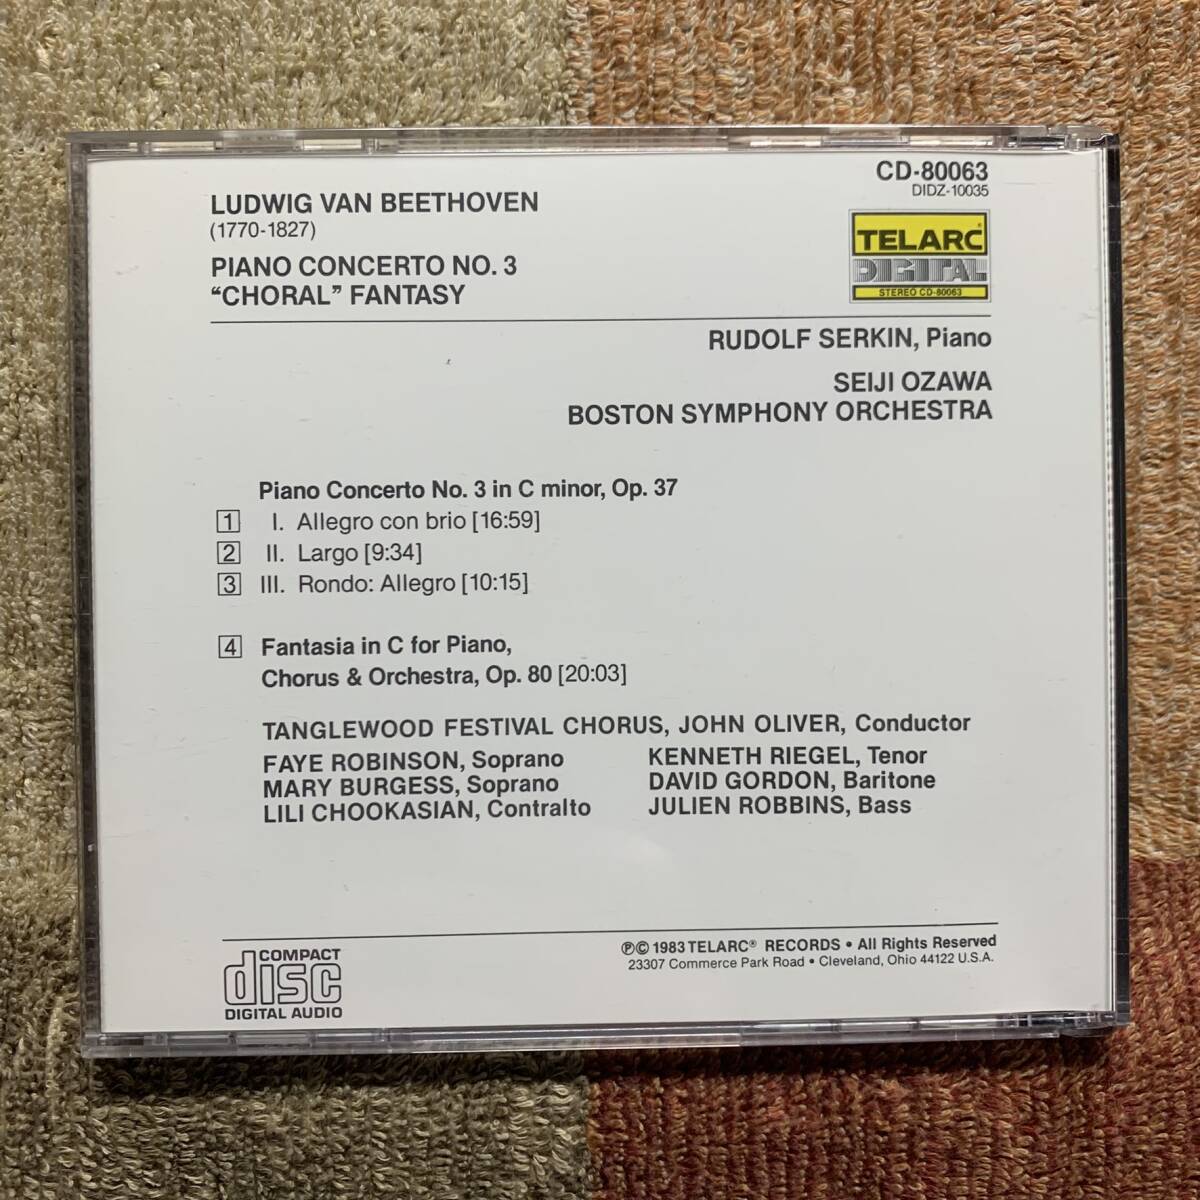 CD-80063
DIDZ-10035
LUDWIG VAN BEETHOVEN
(1770-1827)
PIANO CONCERTO NO. 3
“CHORAL” FANTASY
TELARC
DIGITAL
STEREO CD-80063
RUDOLF SERKIN, Piano
SEIJI OZAWA
BOSTON SYMPHONY ORCHESTRA
Piano Concerto No. 3 in C minor, Op. 37
1 I. Allegro con brio [16:59]
2 II. Largo [9:34]
3 III. Rondo: Allegro [10:15]
4 Fantasia in C for Piano,
Chorus & Orchestra, Op. 80 [20:03]
TANGLEWOOD FESTIVAL CHORUS, JOHN OLIVER, Conductor
FAYE ROBINSON, Soprano
MARY BURGESS, Soprano
LILI CHOOKASIAN, Contralto
KENNETH RIEGEL, Tenor
DAVID GORDON, Baritone
JULIEN ROBBINS, Bass
COMPACT
disc
DIGITAL AUDIO
℗© 1983 TELARC® RECORDS • All Rights Reserved
23307 Commerce Park Road • Cleveland, Ohio 44122 U.S.A.